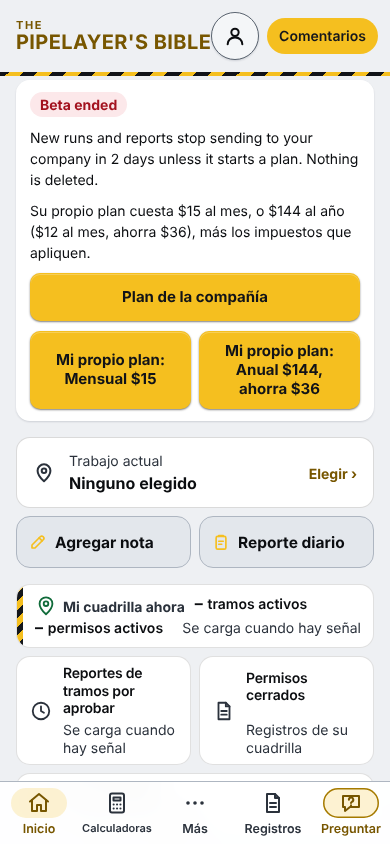 THE
PIPELAYER'S BIBLE
Comentarios
Beta ended
New runs and reports stop sending to your
company in 2 days unless it starts a plan. Nothing
is deleted.
Su propio plan cuesta $15 al mes, o $144 al año
($12 al mes, ahorra $36), más los impuestos que
apliquen.
Plan de la compañía
Mi propio plan:
Mensual $15
Mi propio plan:
Anual $144,
ahorra $36
Trabajo actual
Ninguno elegido
Elegir ›
Agregar nota
Reporte diario
Mi cuadrilla ahora
– tramos activos
– permisos activos
Se carga cuando hay señal
Reportes de
tramos por
aprobar
Se carga cuando
hay señal
Permisos
cerrados
Registros de su
cuadrilla
Inicio
Calculadoras
Más
Registros
Preguntar